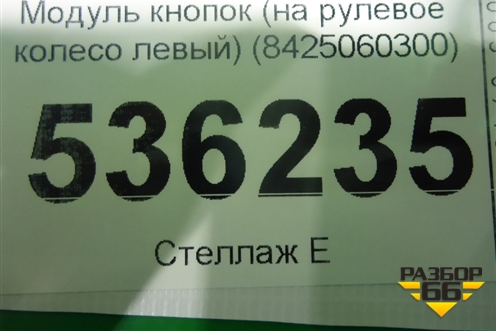 Модуль кнопок (на рулевое
колесо левый) (8425060300)
536235
Стеллаж Е
РАЗБОР
66